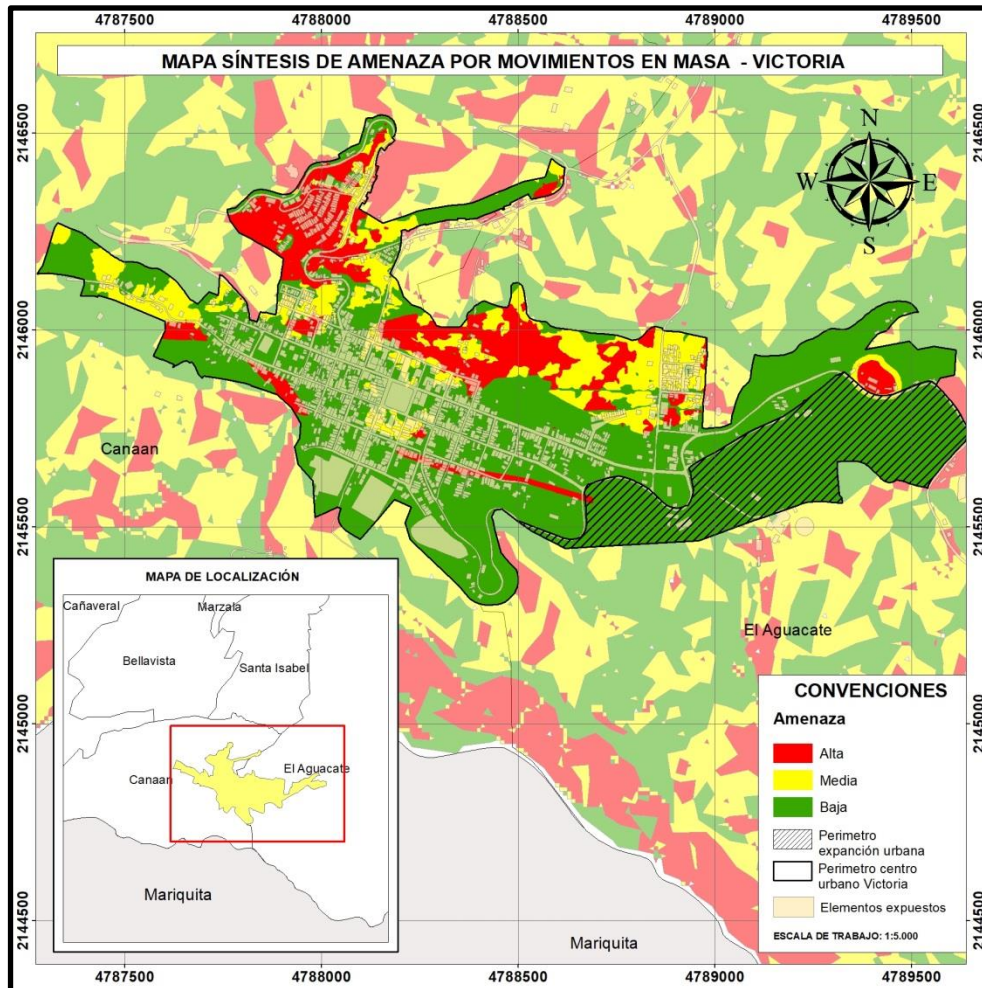 4787500 4788000 4788500 4789000 4789500
MAPA SÍNTESIS DE AMENAZA POR MOVIMIENTOS EN MASA - VICTORIA
2146500 2146500
N
W E
S
2146000 2146000
Canaan
2145500 2145500
El Aguacate
MAPA DE LOCALIZACIÓN
Cañaveral Marzala
Bellavista Santa Isabel
Canaan El Aguacate
Mariquita
2145000 2145000
CONVENCIONES
Amenaza
Alta
Media
Baja
Perimetro
expanción urbana
Perimetro centro
urbano Victoria
Elementos expuestos
ESCALA DE TRABAJO: 1:5.000
2144500 2144500
Mariquita
4787500 4788000 4788500 4789000 4789500